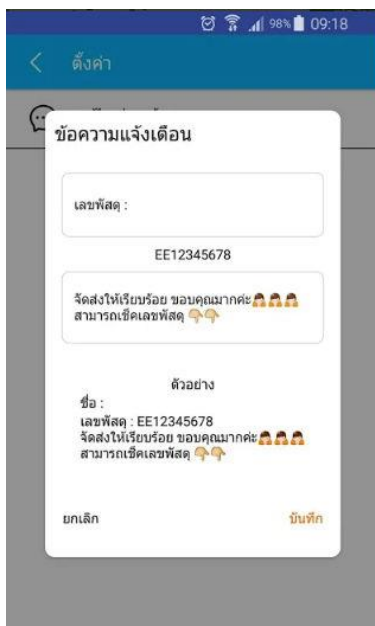 98% 09:18
ตั้งค่า
ข้อความแจ้งเตือน
เลขพัสดุ :
EE12345678
จัดส่งให้เรียบร้อย ขอบคุณมากค่ะ🙇🙇🙇
สามารถเช็คเลขพัสดุ 👇👇
ตัวอย่าง
ชื่อ :
เลขพัสดุ : EE12345678
จัดส่งให้เรียบร้อย ขอบคุณมากค่ะ🙇🙇🙇
สามารถเช็คเลขพัสดุ 👇👇
ยกเลิก บันทึก